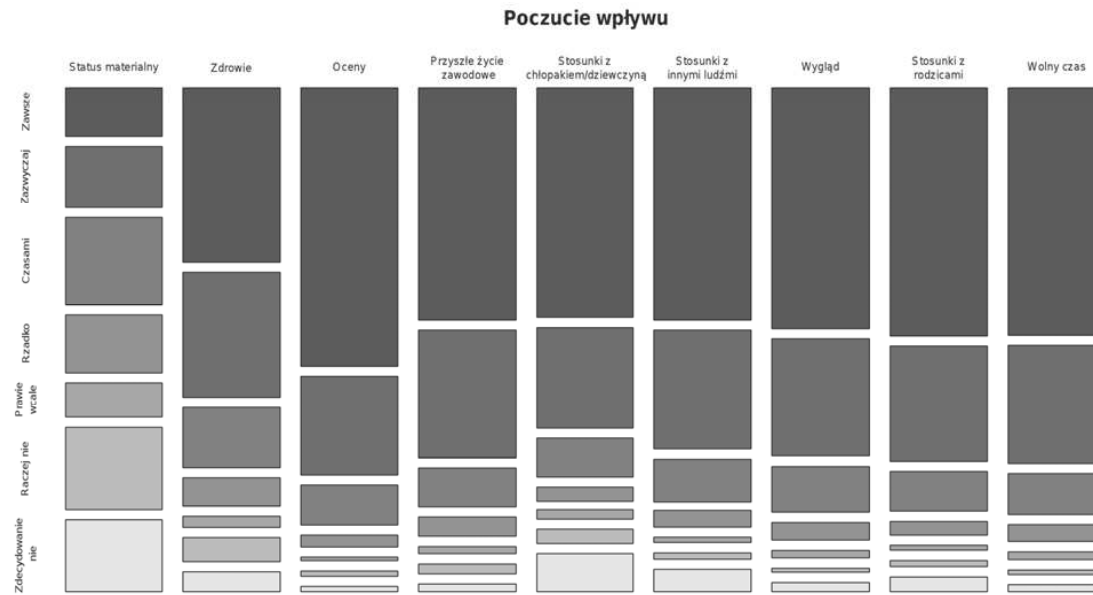 Poczucie wpływu
Status materialny
Zdrowie
Oceny
Przyszłe życie
zawodowe
Stosunki z
chłopakiem/dziewczyną
Stosunki z
innymi ludźmi
Wygląd
Stosunki z
rodzicami
Wolny czas
Zawsze
Zazwyczaj
Czasami
Rzadko
Prawie
wcale
Raczej nie
Zdecydowanie
nie